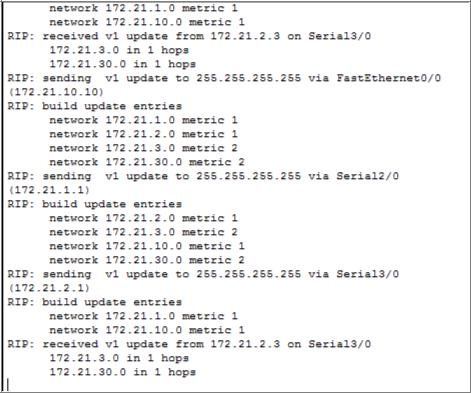 network 172.21.1.0 metric 1
network 172.21.10.0 metric 1
RIP: received v1 update from 172.21.2.3 on Serial3/0
172.21.3.0 in 1 hops
172.21.30.0 in 1 hops
RIP: sending  v1 update to 255.255.255.255 via FastEthernet0/0
(172.21.10.10)
RIP: build update entries
network 172.21.1.0 metric 1
network 172.21.2.0 metric 1
network 172.21.3.0 metric 2
network 172.21.30.0 metric 2
RIP: sending  v1 update to 255.255.255.255 via Serial2/0
(172.21.1.1)
RIP: build update entries
network 172.21.2.0 metric 1
network 172.21.3.0 metric 2
network 172.21.10.0 metric 1
network 172.21.30.0 metric 2
RIP: sending  v1 update to 255.255.255.255 via Serial3/0
(172.21.2.1)
RIP: build update entries
network 172.21.1.0 metric 1
network 172.21.10.0 metric 1
RIP: received v1 update from 172.21.2.3 on Serial3/0
172.21.3.0 in 1 hops
172.21.30.0 in 1 hops